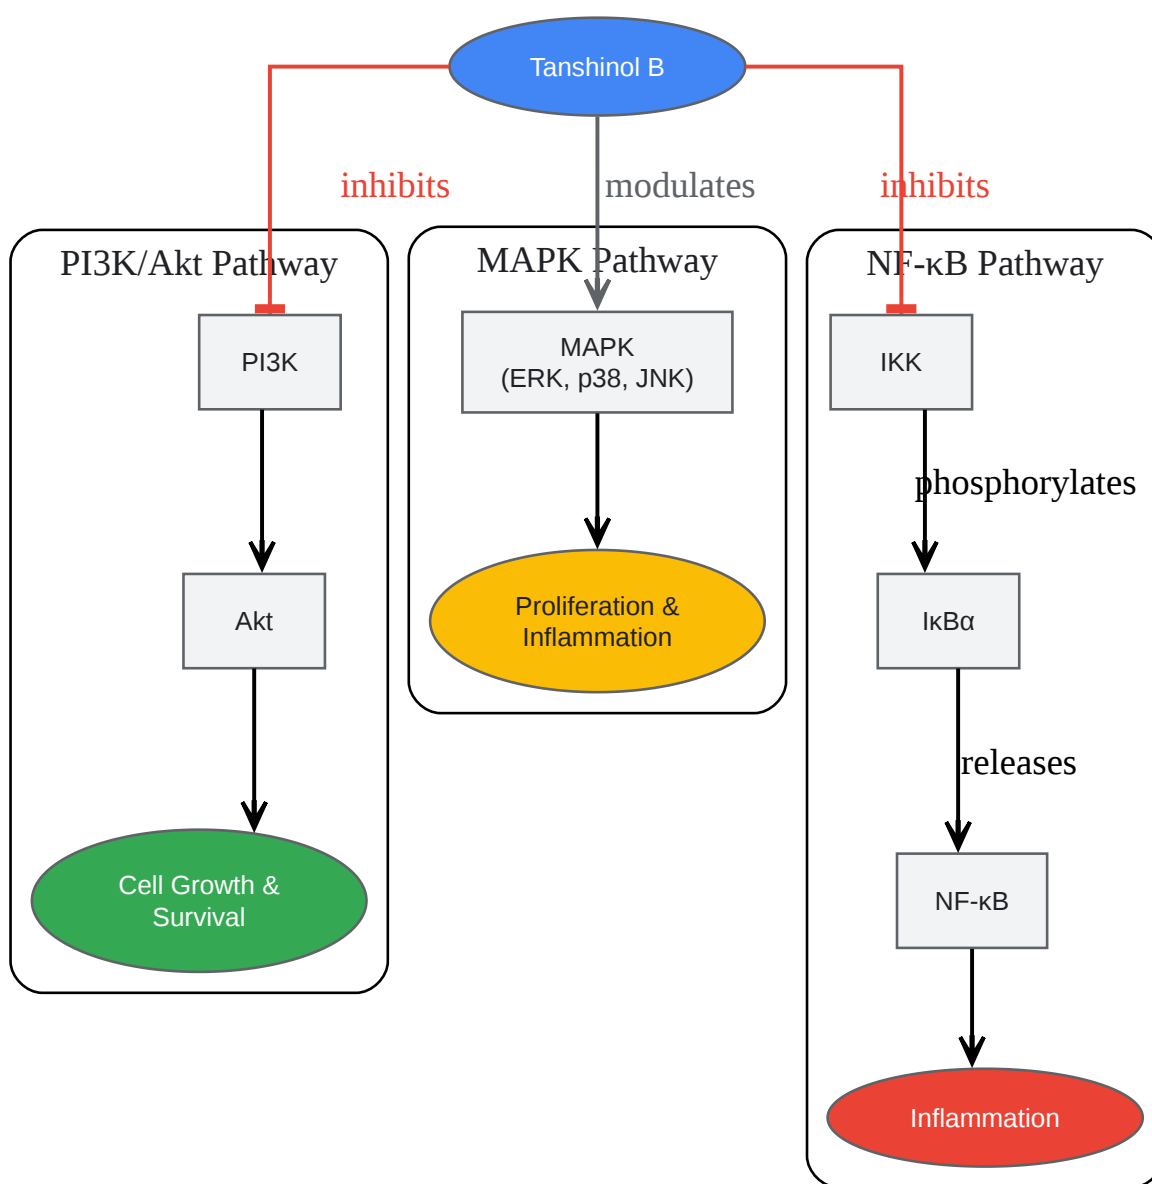 Tanshinol B
inhibits
modulates
inhibits
PI3K/Akt Pathway
MAPK Pathway
NF-κB Pathway
PI3K
MAPK
(ERK, p38, JNK)
IKK
phosphorylates
Akt
Proliferation &
Inflammation
IκBα
releases
Cell Growth &
Survival
NF-κB
Inflammation